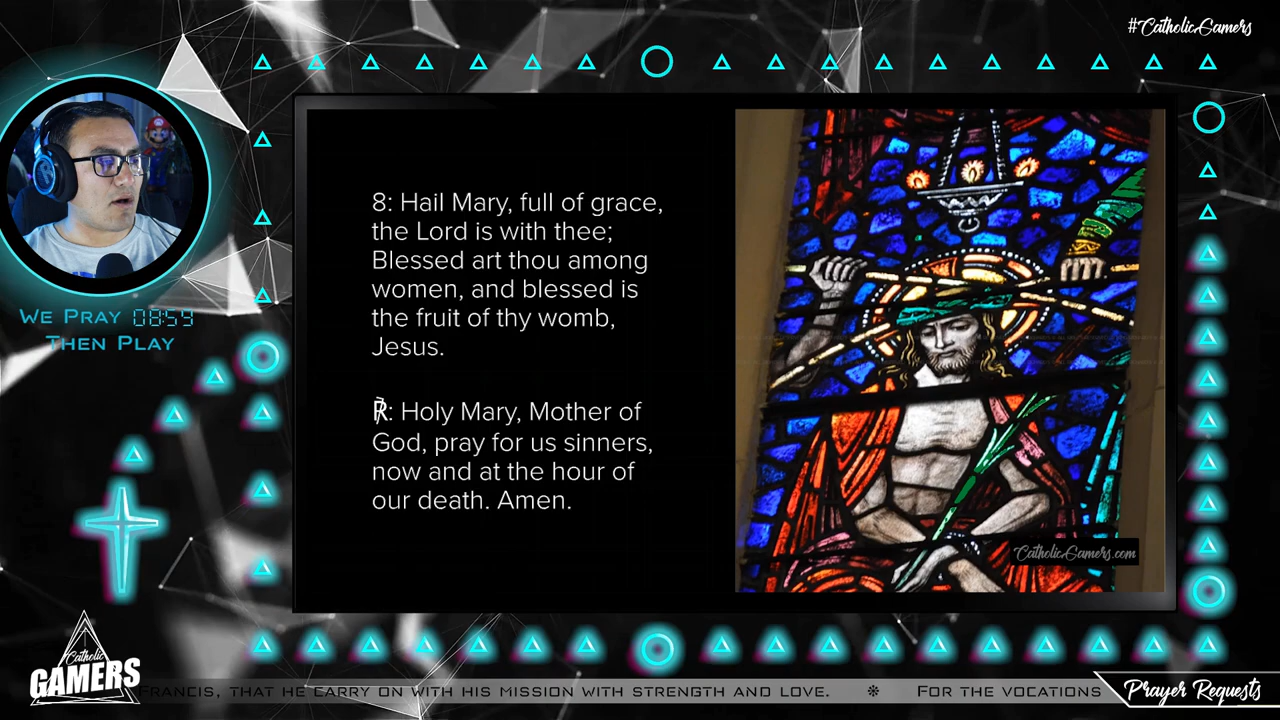 #CatholicGamers
8: Hail Mary, full of grace,
the Lord is with thee;
Blessed art thou among
women, and blessed is
the fruit of thy womb,
Jesus.
℟: Holy Mary, Mother of
God, pray for us sinners,
now and at the hour of
our death. Amen.
We Pray 08:59
Then Play
CatholicGamers.com
Catholic
GAMERS
Francis, that he carry on with his mission with strength and love. ❋ For the vocations
Prayer Requests